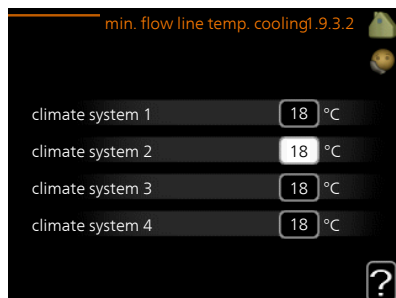 min. flow line temp. cooling1.9.3.2
climate system 1 18 °C
climate system 2 18 °C
climate system 3 18 °C
climate system 4 18 °C
?